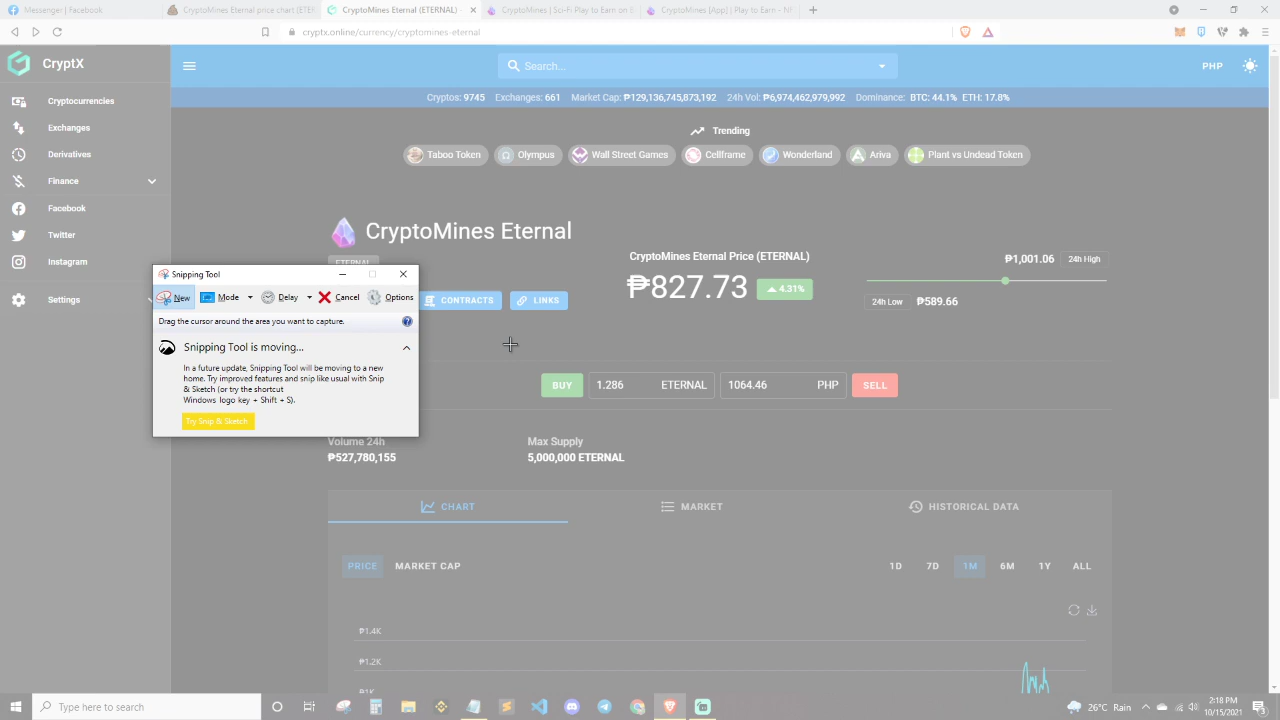 Messenger | Facebook
CryptoMines Eternal price chart (ETER
CryptoMines Eternal (ETERNAL) -
CryptoMines | Sci-Fi Play to Earn on B
CryptoMines [App] | Play to Earn - NF
cryptx.online/currency/cryptomines-eternal
CryptX
Search...
PHP
Cryptos: 9745 Exchanges: 661 Market Cap: ₱129,136,745,873,192 24h Vol: ₱6,974,462,979,992 Dominance: BTC: 44.1% ETH: 17.8%
Cryptocurrencies
Exchanges
Derivatives
Finance
Facebook
Twitter
Instagram
Settings
Trending
Taboo Token
Olympus
Wall Street Games
Cellframe
Wonderland
Ariva
Plant vs Undead Token
CryptoMines Eternal
ETERNAL
CryptoMines Eternal Price (ETERNAL)
₱827.73
4.31%
₱1,001.06
24h High
24h Low
₱589.66
CONTRACTS
LINKS
Snipping Tool
New
Mode
Delay
Cancel
Options
Drag the cursor around the area you want to capture.
Snipping Tool is moving...
In a future update, Snipping Tool will be moving to a new
home. Try improved features and snip like usual with Snip
& Sketch (or try the shortcut
Windows logo key + Shift + S).
Try Snip & Sketch
BUY
1.286 ETERNAL
1064.46 PHP
SELL
Volume 24h
₱527,780,155
Max Supply
5,000,000 ETERNAL
CHART
MARKET
HISTORICAL DATA
PRICE
MARKET CAP
1D
7D
1M
6M
1Y
ALL
₱1.4K
₱1.2K
₱1K
Type here to search
26°C Rain
2:18 PM
10/15/2021